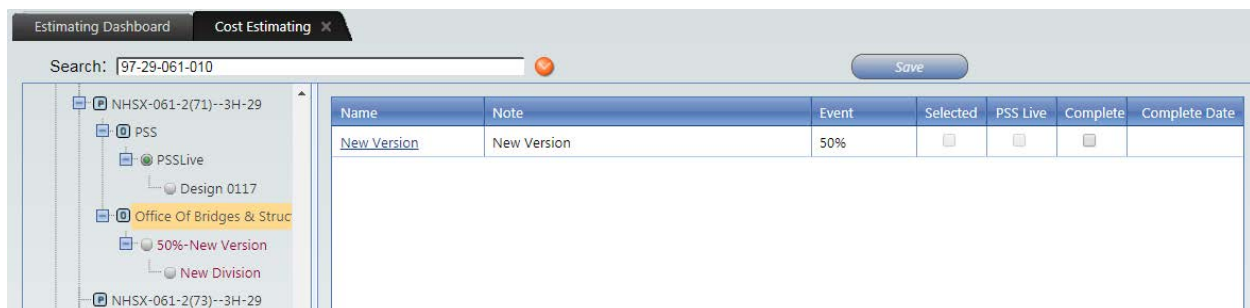 Estimating Dashboard Cost Estimating ×
Search: 97-29-061-010 Save
P NHSX-061-2(71)--3H-29
O PSS
PSSLive
Design 0117
O Office Of Bridges & Struc
50%-New Version
New Division
P NHSX-061-2(73)--3H-29
Name Note Event Selected PSS Live Complete Complete Date
New Version New Version 50%